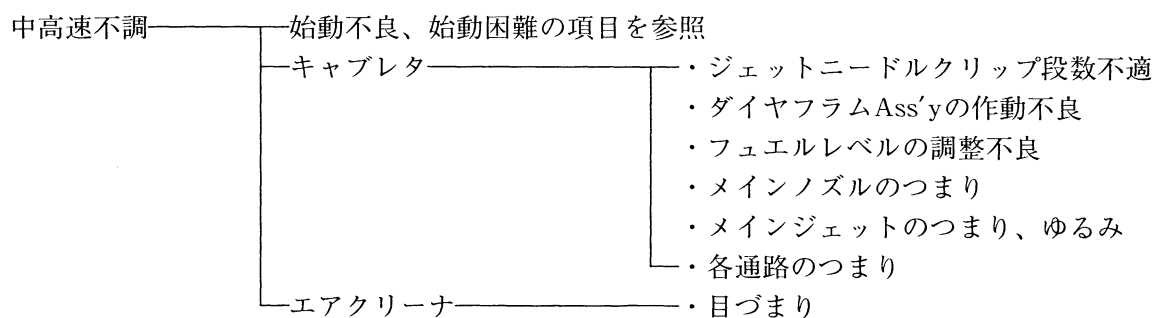 中高速不調 始動不良、始動困難の項目を参照
キャブレタ ・ジェットニードルクリップ段数不適
・ダイヤフラムAss'yの作動不良
・フュエルレベルの調整不良
・メインノズルのつまり
・メインジェットのつまり、ゆるみ
・各通路のつまり
エアクリーナ ・目づまり